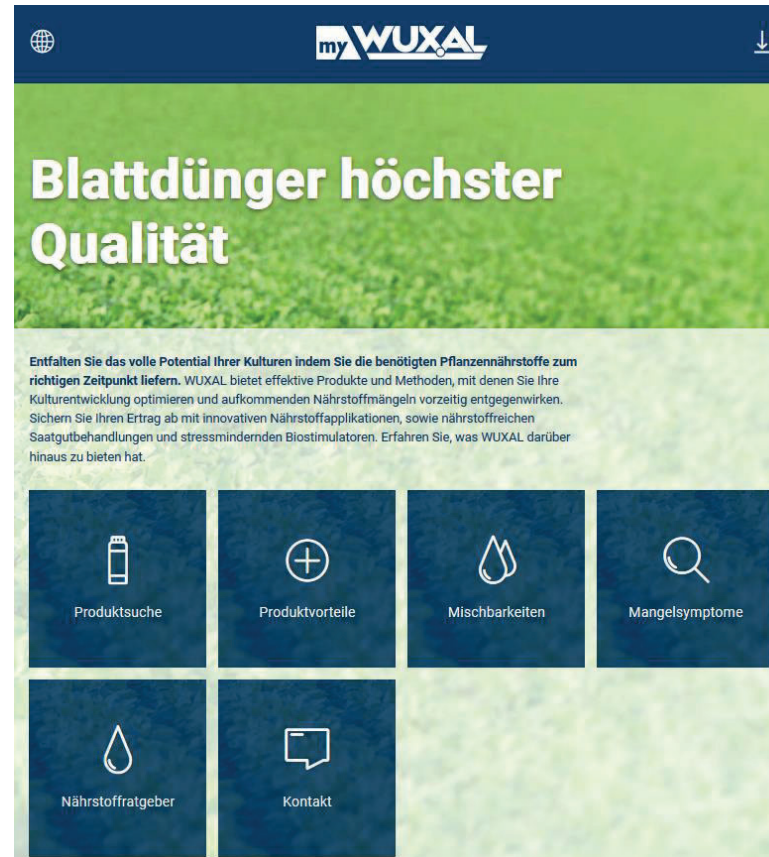 my WUXAL
Blattdünger höchster
Qualität
Entfalten Sie das volle Potential Ihrer Kulturen indem Sie die benötigten Pflanzennährstoffe zum
richtigen Zeitpunkt liefern. WUXAL bietet effektive Produkte und Methoden, mit denen Sie Ihre
Kulturentwicklung optimieren und aufkommenden Nährstoffmängeln vorzeitig entgegenwirken.
Sichern Sie Ihren Ertrag ab mit innovativen Nährstoffapplikationen, sowie nährstoffreichen
Saatgutbehandlungen und stressmindernden Biostimulatoren. Erfahren Sie, was WUXAL darüber
hinaus zu bieten hat.
Produktsuche
Produktvorteile
Mischbarkeiten
Mangelsymptome
Nährstoffratgeber
Kontakt